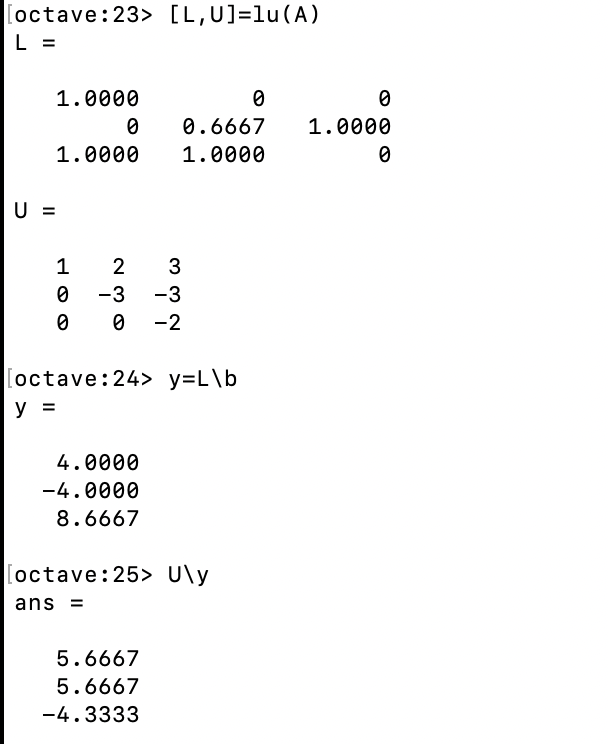 [octave:23> [L,U]=lu(A)
L =
1.0000 0 0
0 0.6667 1.0000
1.0000 1.0000 0
U =
1 2 3
0 -3 -3
0 0 -2
[octave:24> y=L\b
y =
4.0000
-4.0000
8.6667
[octave:25> U\y
ans =
5.6667
5.6667
-4.3333